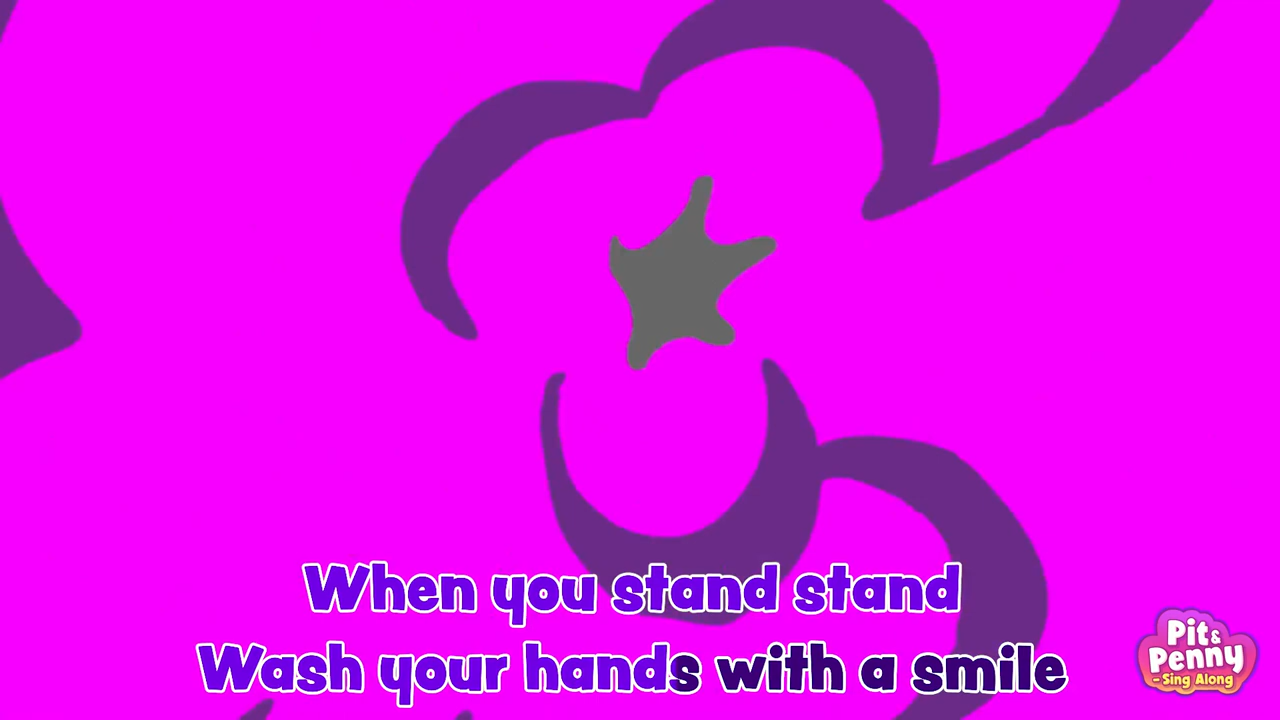 When you stand stand
Wash your hands with a smile
Pit &
Penny
- Sing Along